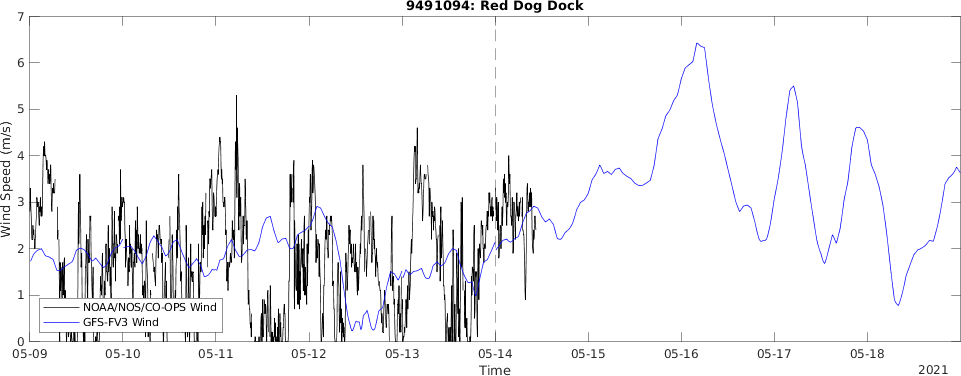 9491094: Red Dog Dock
7
6
5
4
3
2
1
0
Wind Speed (m/s)
NOAA/NOS/CO-OPS Wind
GFS-FV3 Wind
05-09 05-10 05-11 05-12 05-13 05-14 05-15 05-16 05-17 05-18
Time
2021